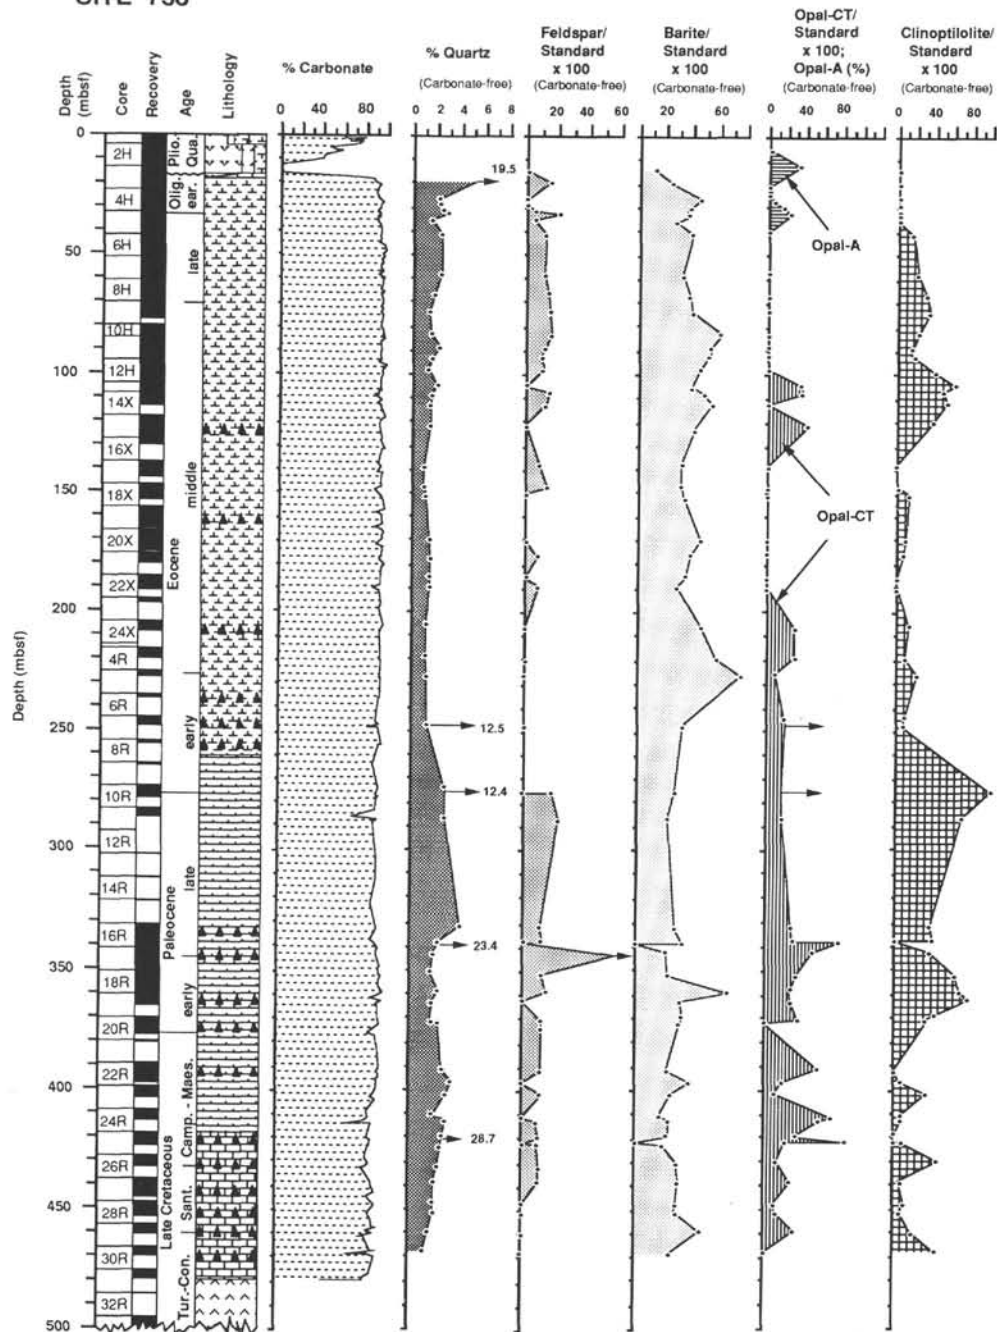 Depth (mbsf)
Core
Recovery
Age
Lithology
% Carbonate
0 40 80
% Quartz
(Carbonate-free)
0 2 4 6 8
Feldspar/
Standard
x 100
(Carbonate-free)
0 20 60
Barite/
Standard
x 100
(Carbonate-free)
0 20 60
Opal-CT/
Standard
x 100;
Opal-A (%)
(Carbonate-free)
0 20 40 80
Clinoptilolite/
Standard
x 100
(Carbonate-free)
0 40 80
Depth (mbsf)
0
50
100
150
200
250
300
350
400
450
500
2H
4H
6H
8H
10H
12H
14X
16X
18X
20X
22X
24X
4R
6R
8R
10R
12R
14R
16R
18R
20R
22R
24R
26R
28R
30R
32R
Plio.
Qua.
Olig.
ear.
late
middle
Eocene
early
late
Paleocene
early
Camp. - Maes.
Late Cretaceous
Sant.
Tur.-Con.
19.5
12.5
12.4
23.4
28.7
Opal-A
Opal-CT